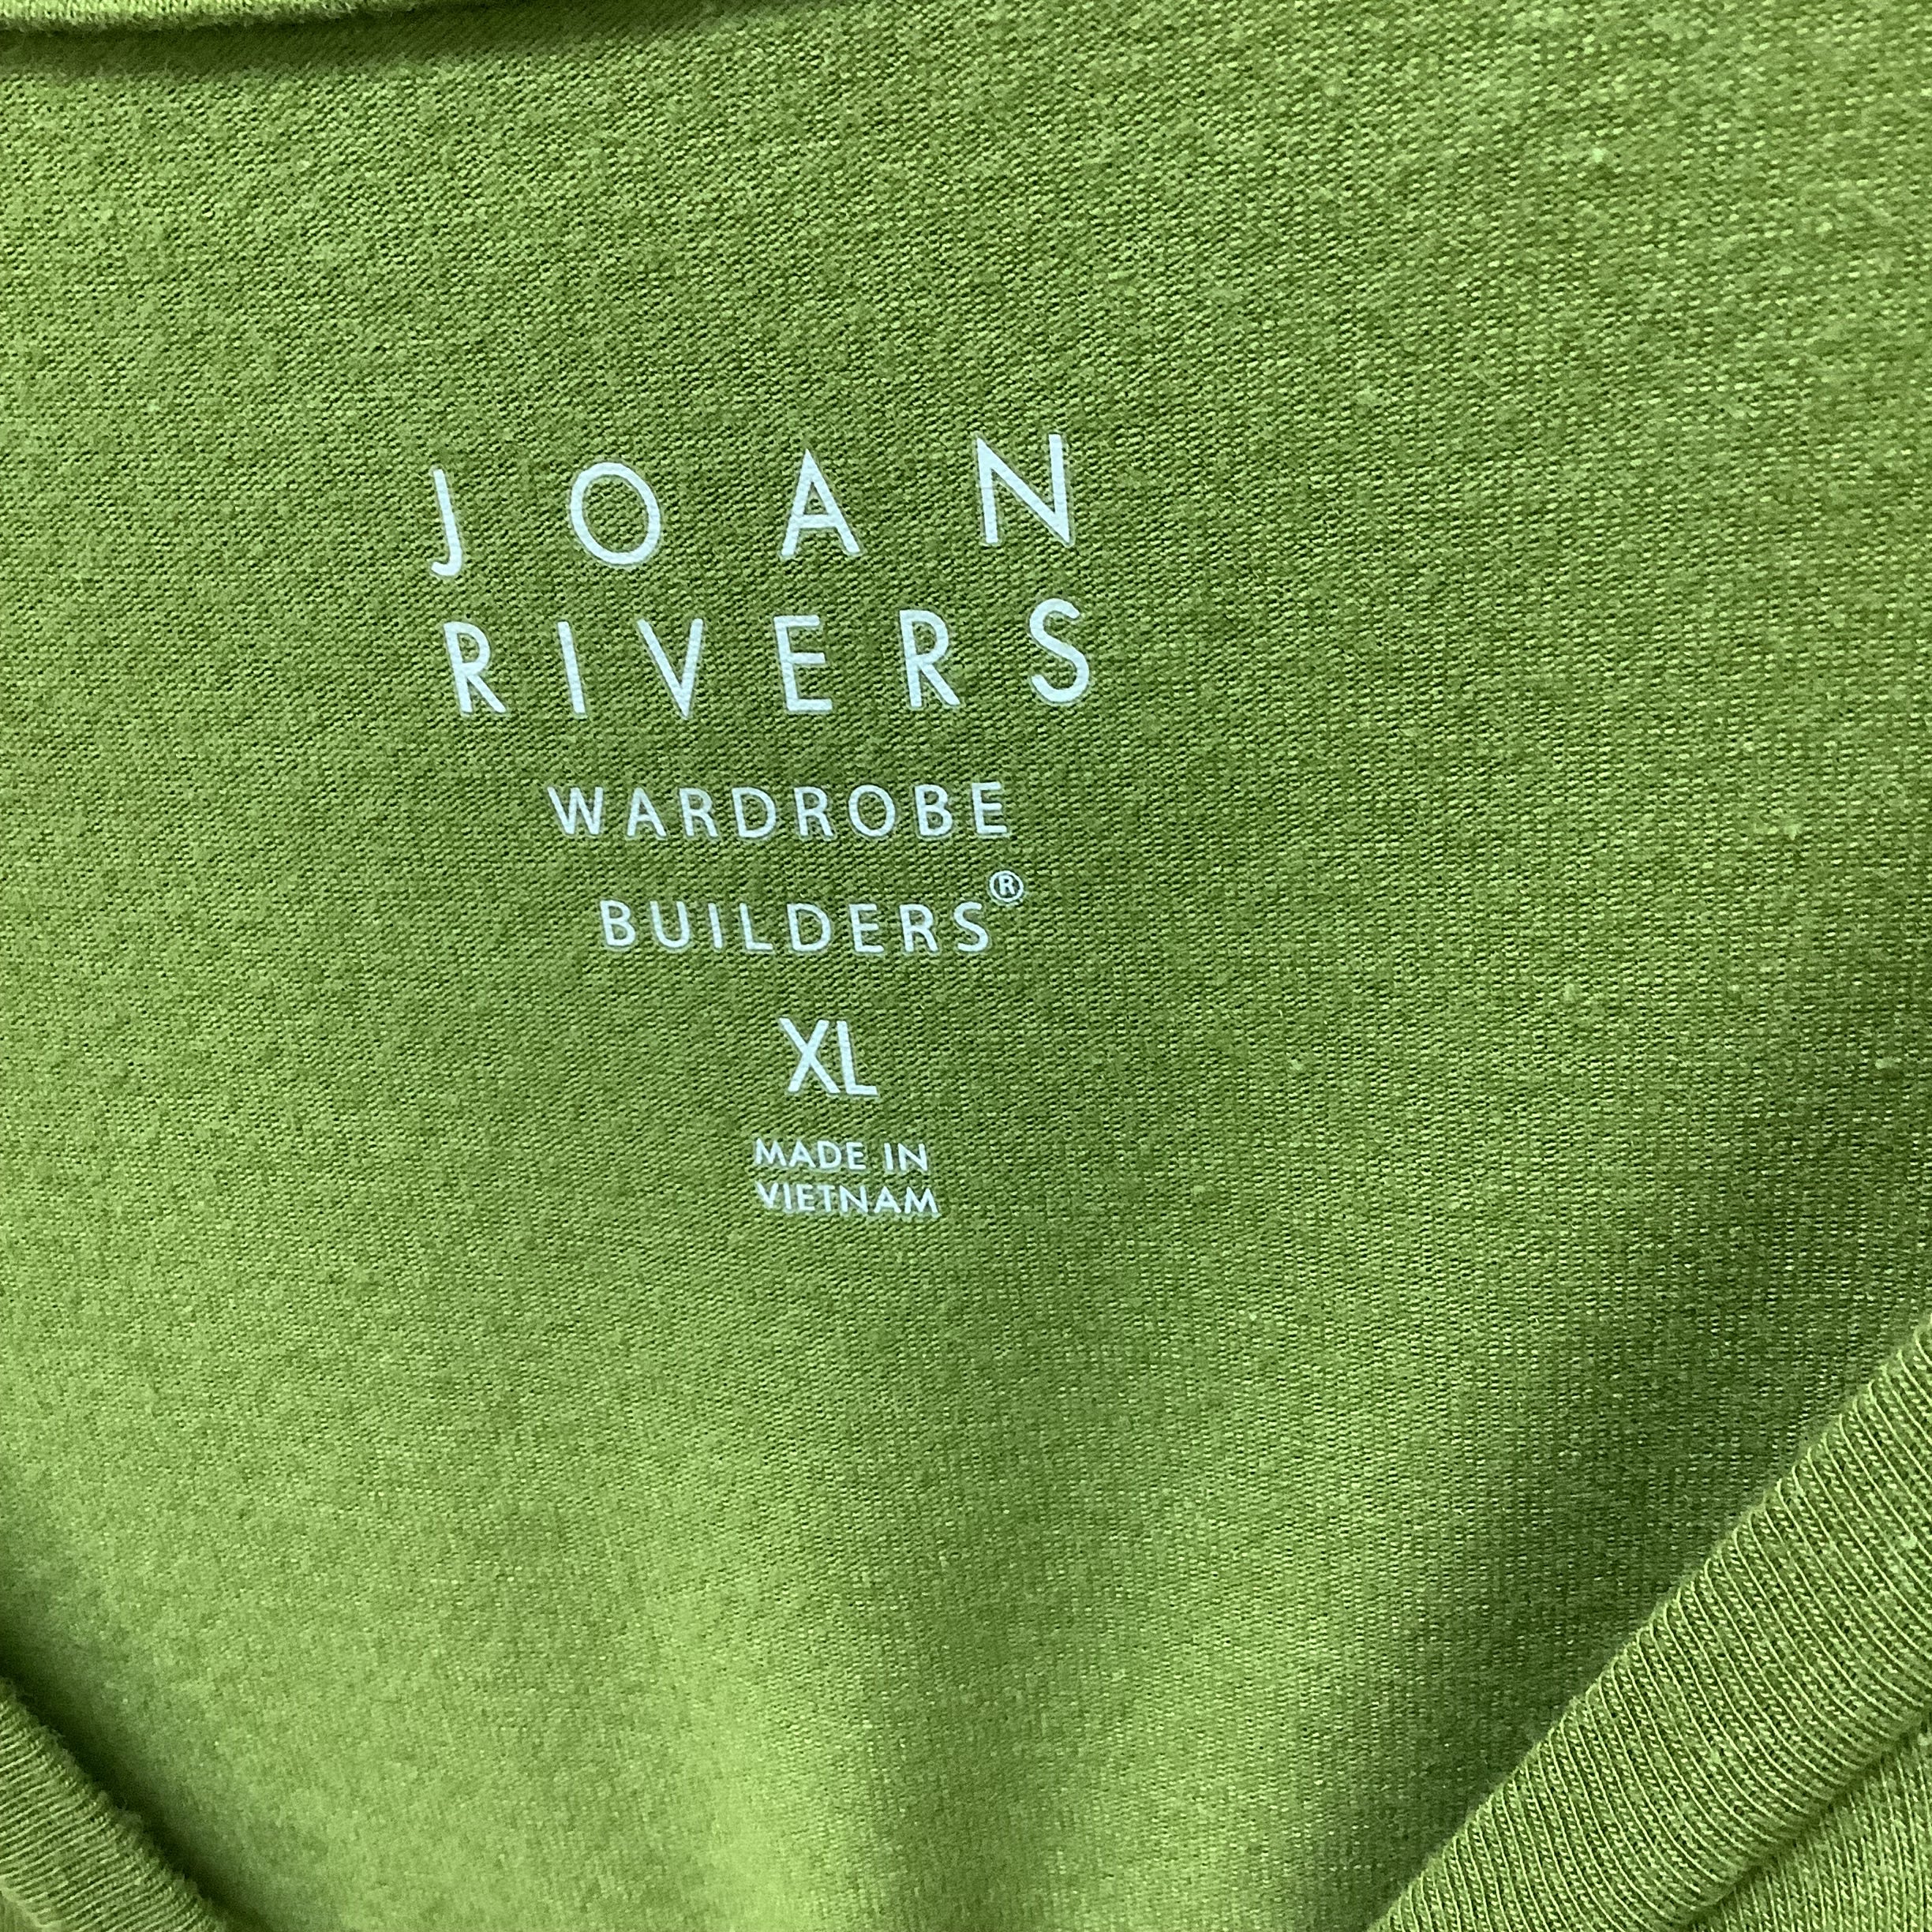 JOAN
RIVERS
WARDROBE
BUILDERS®
XL
MADE IN
VIETNAM